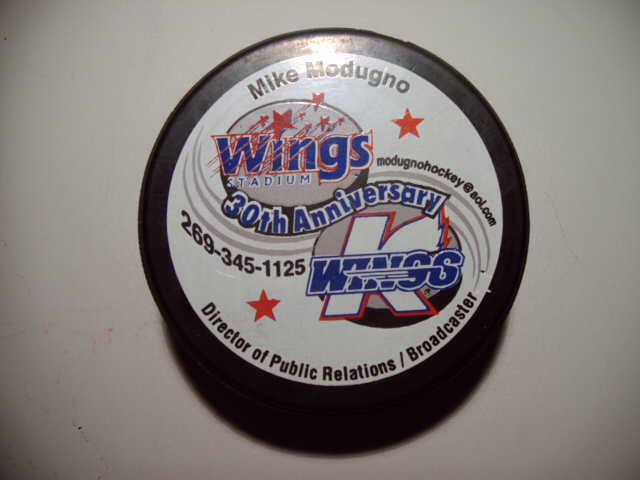 Mike Modugno
Wings
STADIUM
modugnohockey@aol.com
30th Anniversary
269-345-1125
K
WINGS
Director of Public Relations / Broadcaster